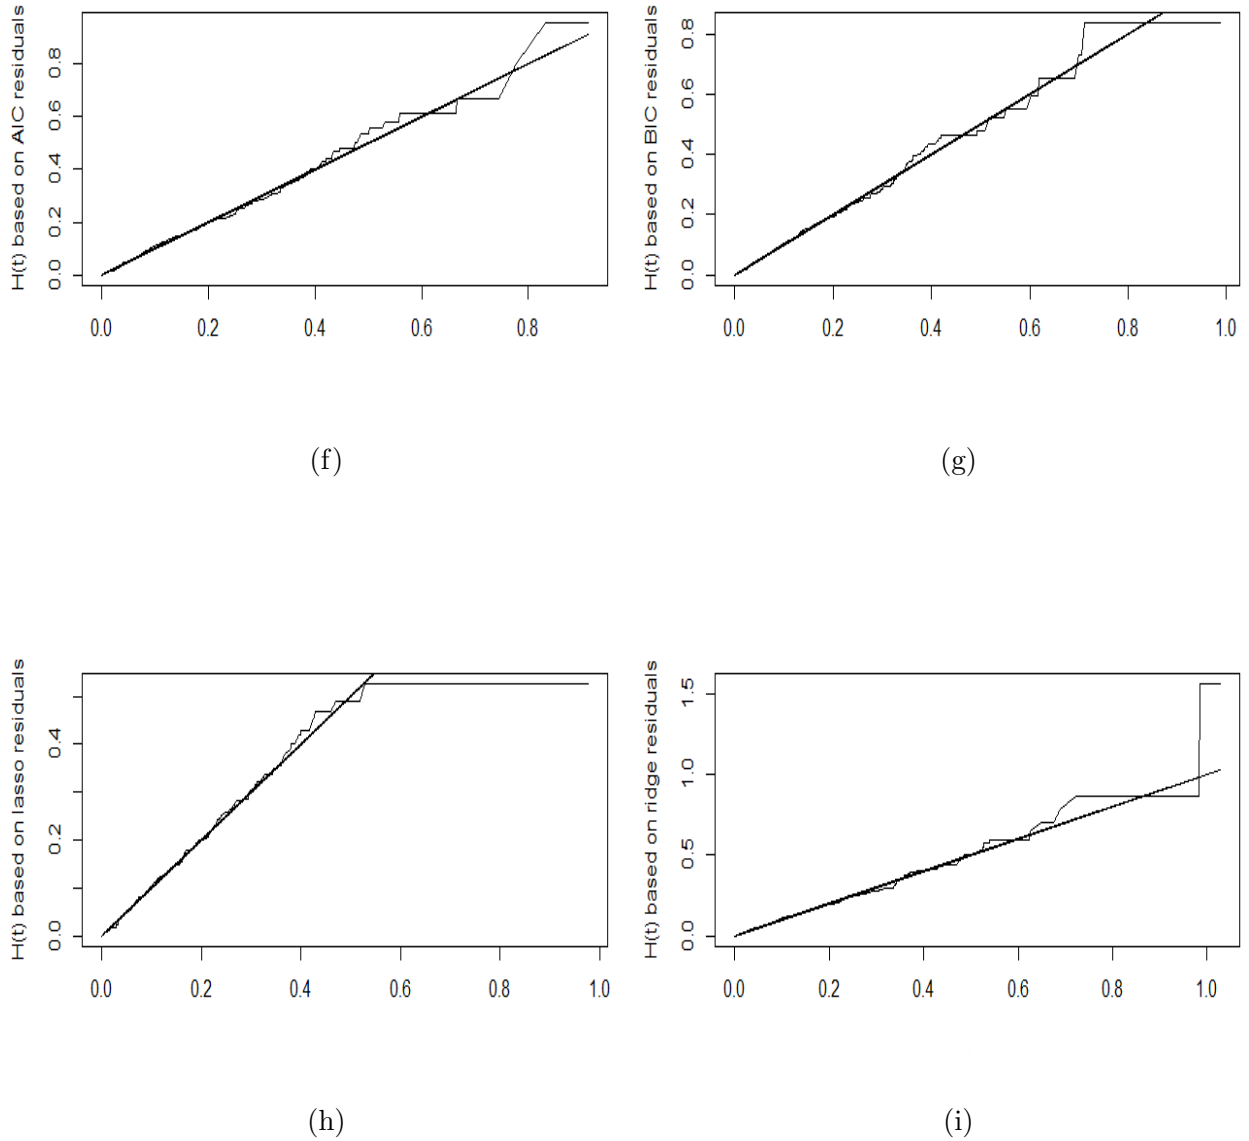 H(t) based on AIC residuals
0.0 0.2 0.4 0.6 0.8
0.0 0.2 0.4 0.6 0.8
(f)
H(t) based on BIC residuals
0.0 0.2 0.4 0.6 0.8
0.0 0.2 0.4 0.6 0.8 1.0
(g)
H(t) based on lasso residuals
0.0 0.2 0.4
0.0 0.2 0.4 0.6 0.8 1.0
(h)
H(t) based on ridge residuals
0.0 0.5 1.0 1.5
0.0 0.2 0.4 0.6 0.8 1.0
(i)